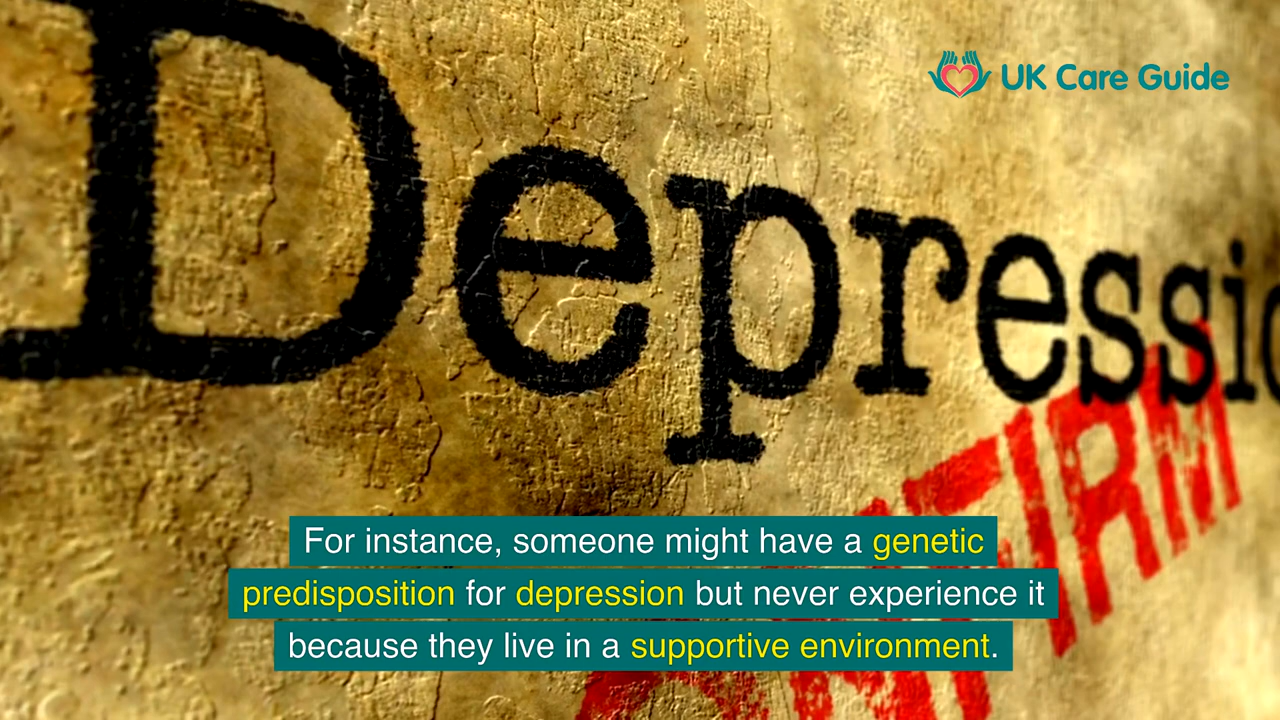 UK Care Guide
Depressio
FIRM
For instance, someone might have a genetic
predisposition for depression but never experience it
because they live in a supportive environment.